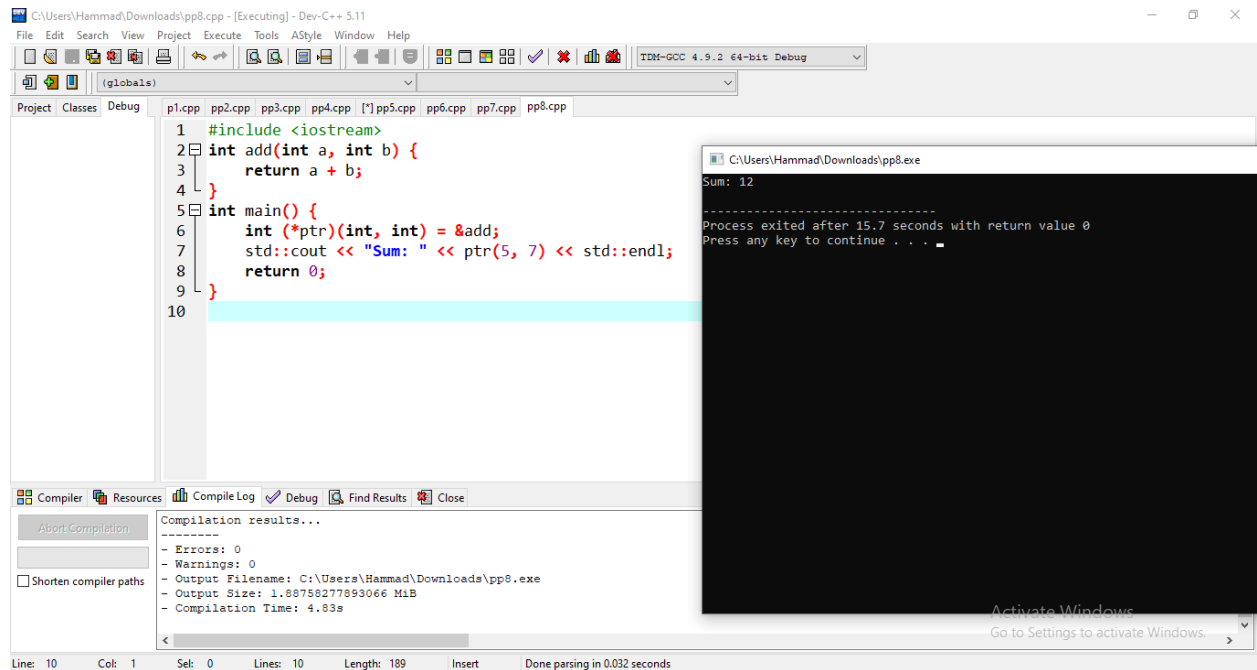 C:\Users\Hammad\Downloads\pp8.cpp - [Executing] - Dev-C++ 5.11
File Edit Search View Project Execute Tools AStyle Window Help
TDM-GCC 4.9.2 64-bit Debug
(globals)
Project Classes Debug
p1.cpp pp2.cpp pp3.cpp pp4.cpp [*] pp5.cpp pp6.cpp pp7.cpp pp8.cpp
1 #include <iostream>
2 int add(int a, int b) {
3     return a + b;
4 }
5 int main() {
6     int (*ptr)(int, int) = &add;
7     std::cout << "Sum: " << ptr(5, 7) << std::endl;
8     return 0;
9 }
10
C:\Users\Hammad\Downloads\pp8.exe
Sum: 12
--------------------------------
Process exited after 15.7 seconds with return value 0
Press any key to continue . . .
Compiler Resources Compile Log Debug Find Results Close
Abort Compilation
Shorten compiler paths
Compilation results...
--------
- Errors: 0
- Warnings: 0
- Output Filename: C:\Users\Hammad\Downloads\pp8.exe
- Output Size: 1.88758277893066 MiB
- Compilation Time: 4.83s
Activate Windows
Go to Settings to activate Windows.
Line: 10 Col: 1 Sel: 0 Lines: 10 Length: 189 Insert Done parsing in 0.032 seconds